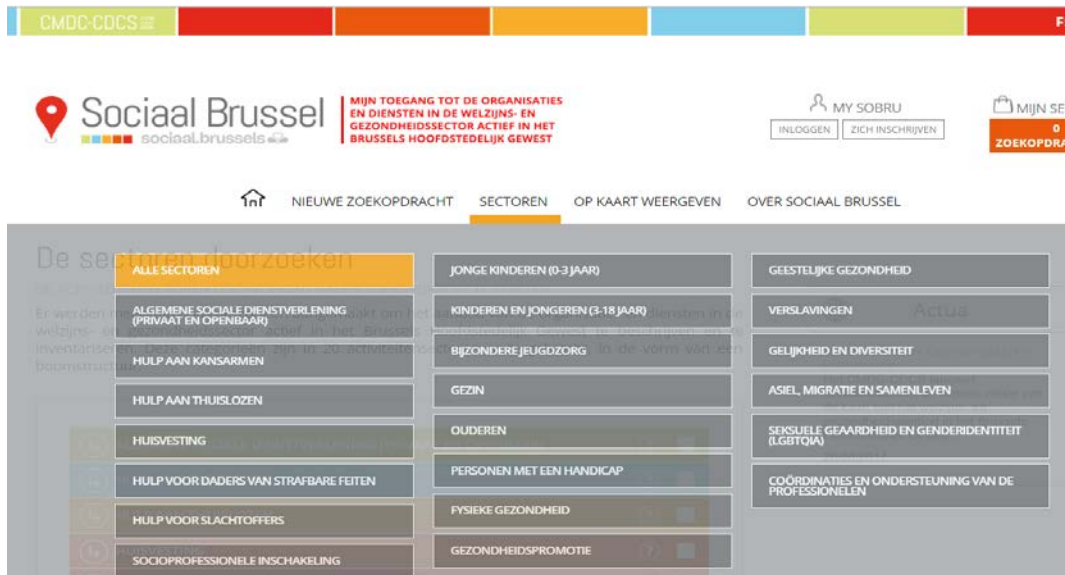 CMDC-CDCS
F
Sociaal Brussel
sociaal.brussels
MIJN TOEGANG TOT DE ORGANISATIES
EN DIENSTEN IN DE WELZIJNS- EN
GEZONDHEIDSSECTOR ACTIEF IN HET
BRUSSELS HOOFDSTEDELIJK GEWEST
MY SOBRU
INLOGGEN ZICH INSCHRIJVEN
MIJN SE
0
ZOEKOPDRA
NIEUWE ZOEKOPDRACHT SECTOREN OP KAART WEERGEVEN OVER SOCIAAL BRUSSEL
De sectoren doorzoeken
ALLE SECTOREN
ALGEMENE SOCIALE DIENSTVERLENING
(PRIVAAT EN OPENBAAR)
HULP AAN KANSARMEN
HULP AAN THUISLOZEN
HUISVESTING
HULP VOOR DADERS VAN STRAFBARE FEITEN
HULP VOOR SLACHTOFFERS
SOCIOPROFESSIONELE INSCHAKELING
JONGE KINDEREN (0-3 JAAR)
KINDEREN EN JONGEREN (3-18 JAAR)
BIJZONDERE JEUGDZORG
GEZIN
OUDEREN
PERSONEN MET EEN HANDICAP
FYSIEKE GEZONDHEID
GEZONDHEIDSPROMOTIE
GEESTELIJKE GEZONDHEID
VERSLAVINGEN
GELIJKHEID EN DIVERSITEIT
ASIEL, MIGRATIE EN SAMENLEVEN
SEKSUELE GEAARDHEID EN GENDERIDENTITEIT
(LGBTQIA)
COÖRDINATIES EN ONDERSTEUNING VAN DE
PROFESSIONELEN
Actua